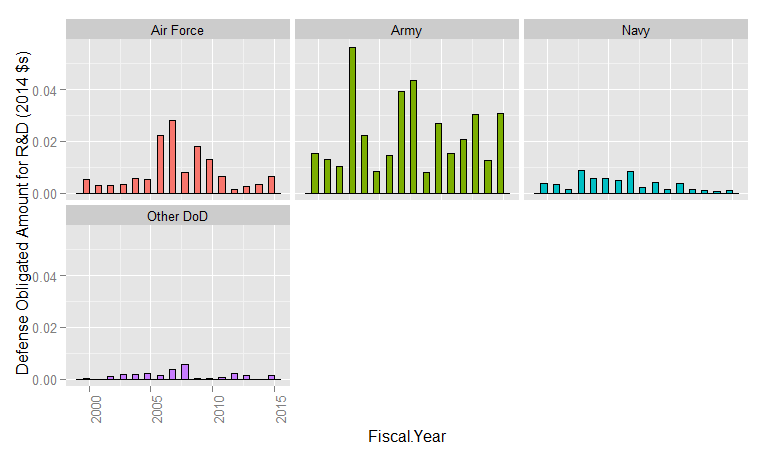 Air Force
Army
Navy
0.04
0.02
0.00
Other DoD
0.04
0.02
0.00
2000
2005
2010
2015
Fiscal.Year
Defense Obligated Amount for R&D (2014 $s)